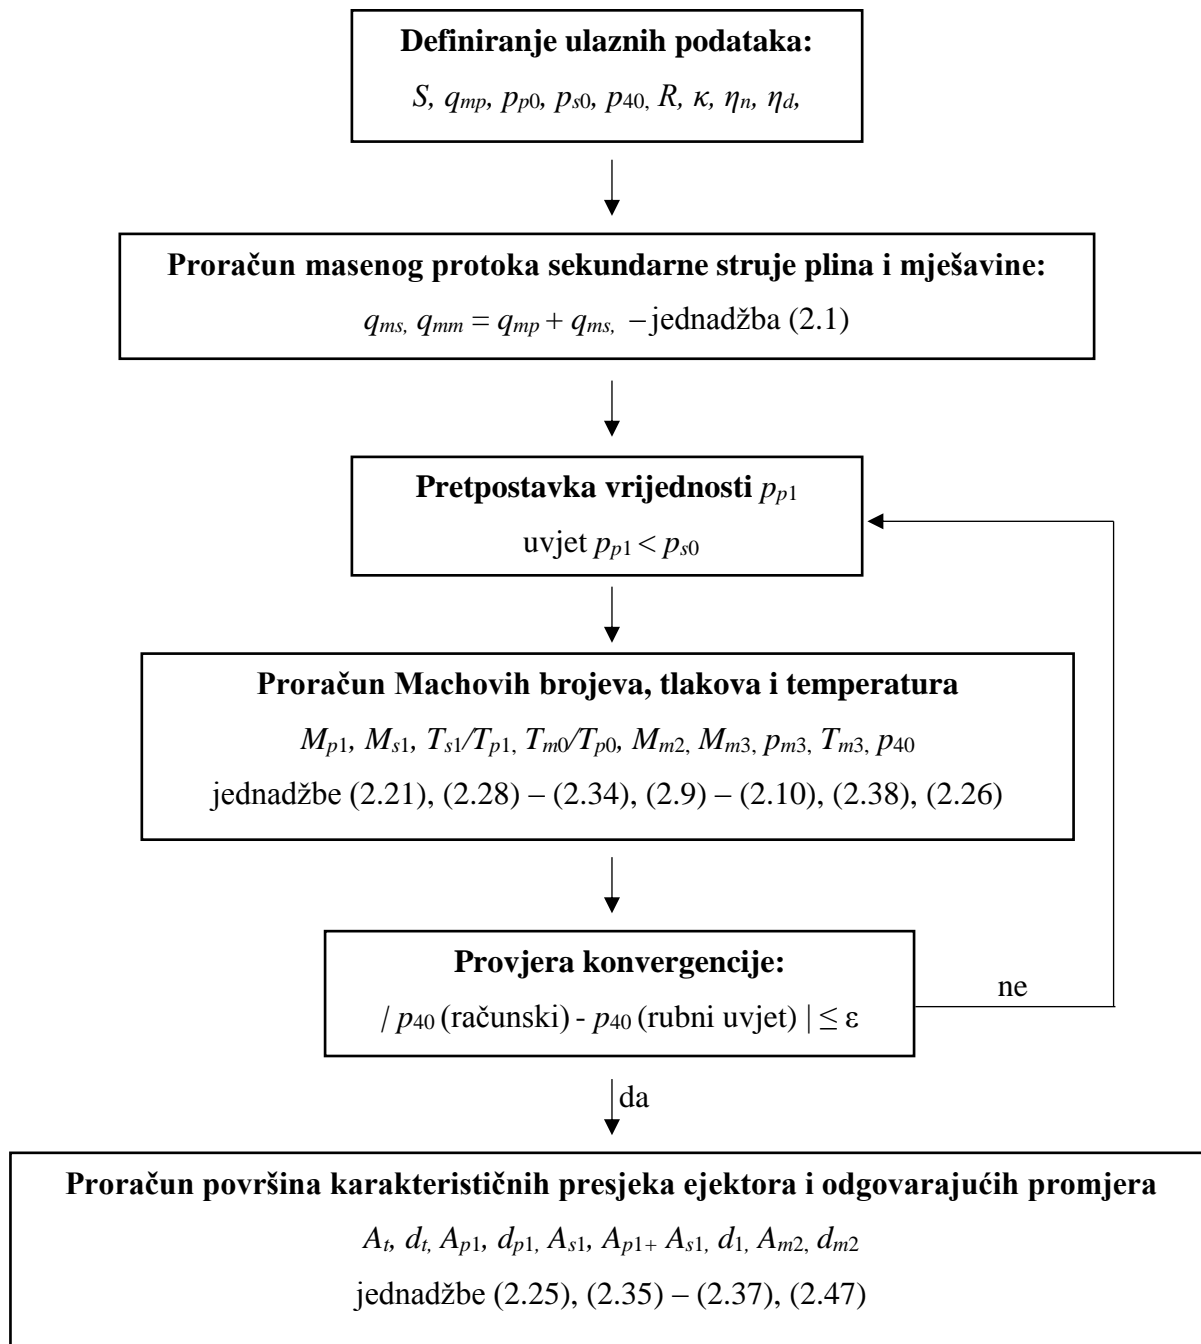 Definiranje ulaznih podataka:
S, qmp, pp0, ps0, p40, R, κ, ηn, ηd,
Proračun masenog protoka sekundarne struje plina i mješavine:
qms, qmm = qmp + qms, – jednadžba (2.1)
Pretpostavka vrijednosti pp1
uvjet pp1 < ps0
Proračun Machovih brojeva, tlakova i temperatura
Mp1, Ms1, Ts1/Tp1, Tm0/Tp0, Mm2, Mm3, pm3, Tm3, p40
jednadžbe (2.21), (2.28) – (2.34), (2.9) – (2.10), (2.38), (2.26)
Provjera konvergencije:
| p40 (računski) - p40 (rubni uvjet) | ≤ ε
ne
da
Proračun površina karakterističnih presjeka ejektora i odgovarajućih promjera
At, dt, Ap1, dp1, As1, Ap1+ As1, d1, Am2, dm2
jednadžbe (2.25), (2.35) – (2.37), (2.47)